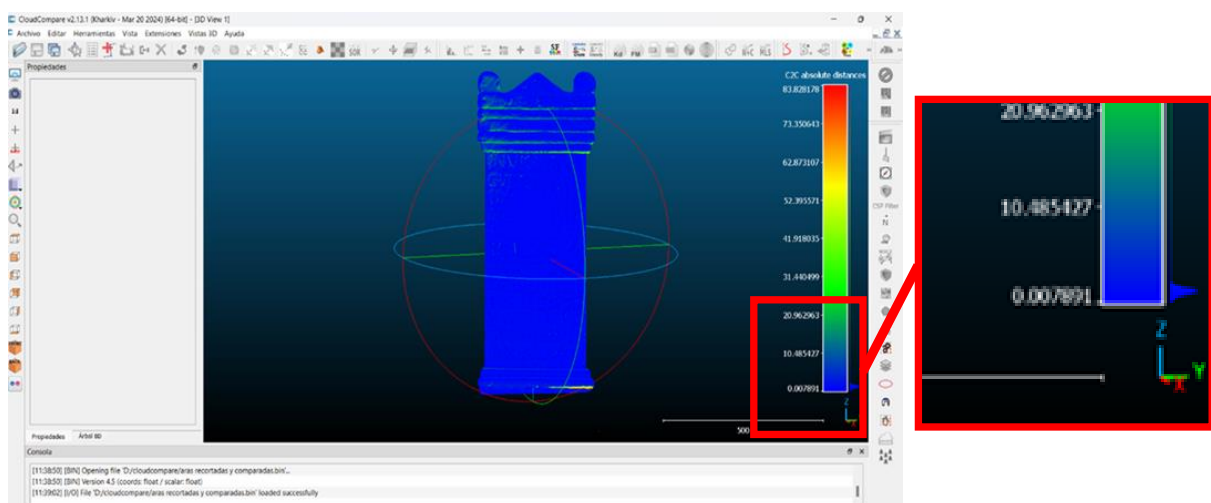 CloudCompare v2.13.1 (Kharkiv - Mar 20 2024) [64-bit] - [3D View 1]
Archivo Editar Herramientas Vista Extensiones Vistas 3D Ayuda
SOR
SF
Propiedades
C2C absolute distances
83.828178
73.350643
62.873107
52.395571
41.918035
31.440499
20.962963
10.485427
0.007891
Z
500
CSF Filter
N
20.962963
10.485427
0.007891
Z
Y
X
Propiedades Árbol BD
Consola
[11:38:50] [BIN] Opening file 'D:/cloudcompare/aras recortadas y comparadas.bin'...
[11:38:50] [BIN] Version 4.5 (coords: float / scalar: float)
[11:39:02] [I/O] File 'D:/cloudcompare/aras recortadas y comparadas.bin' loaded successfully